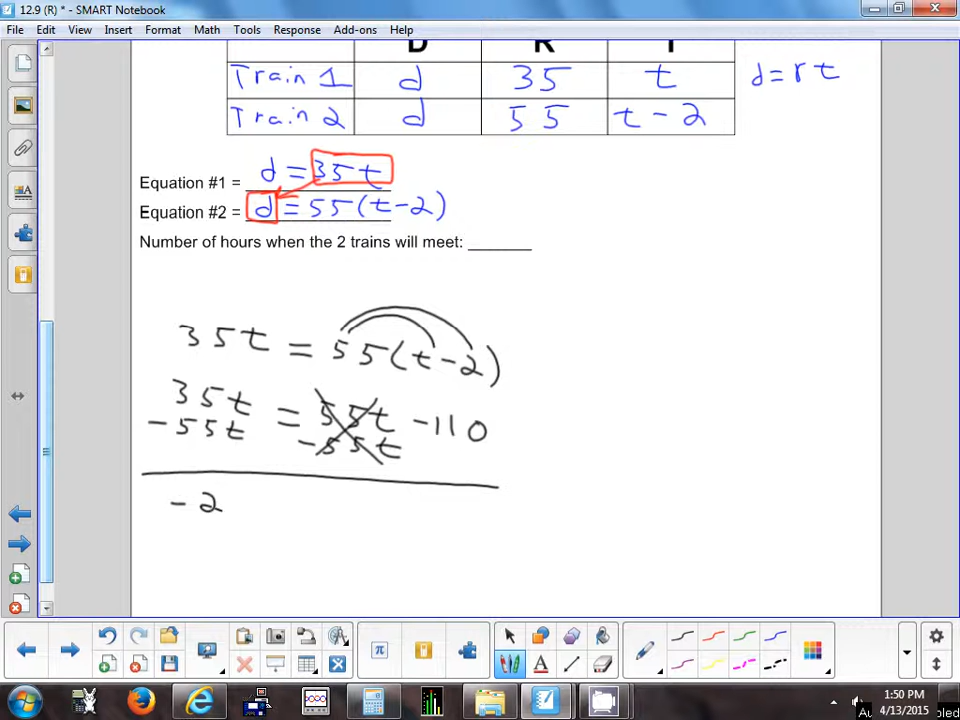 12.9 (R) * - SMART Notebook
File Edit View Insert Format Math Tools Response Add-ons Help
D R T
Train 1 d 35 t d = rt
Train 2 d 55 t - 2
Equation #1 = d = 35t
Equation #2 = d = 55(t-2)
Number of hours when the 2 trains will meet: _______
35t = 55(t-2)
35t = 55t -110
-55t -55t
-2
1:50 PM
4/13/2015